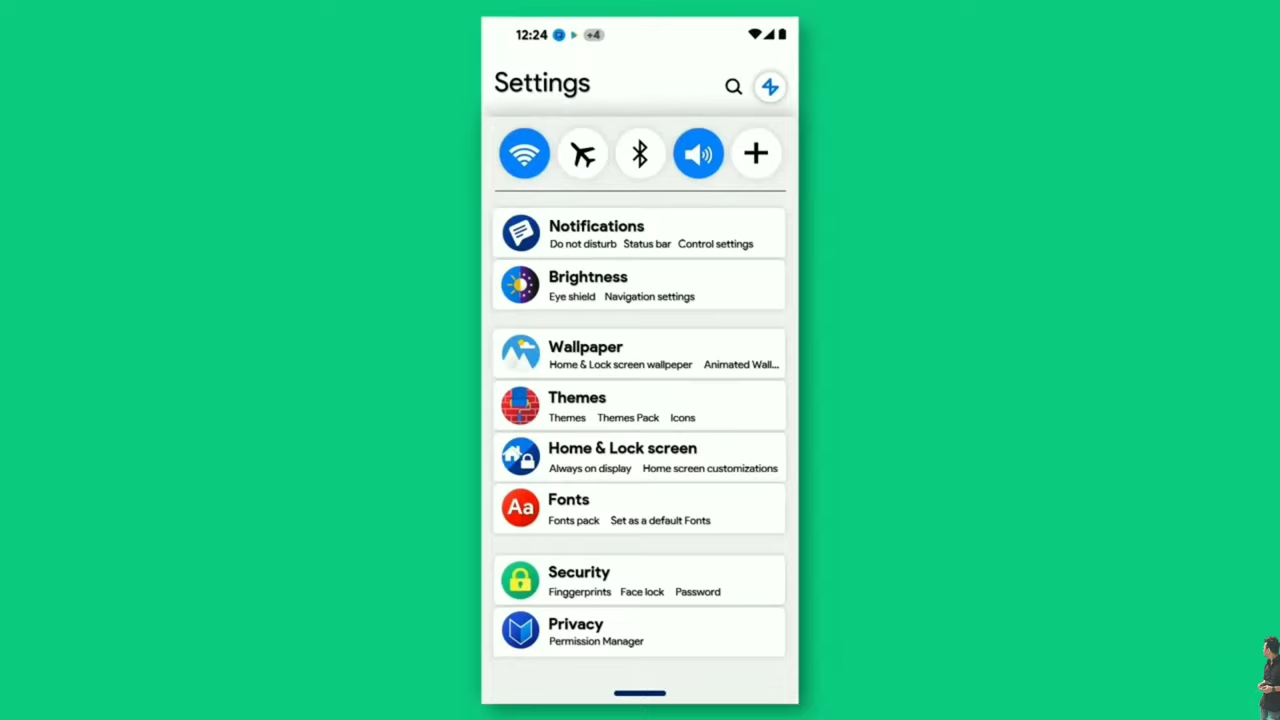 12:24 +4
Settings
Notifications
Do not disturb Status bar Control settings
Brightness
Eye shield Navigation settings
Wallpaper
Home & Lock screen wallpeper Animated Wall...
Themes
Themes Themes Pack Icons
Home & Lock screen
Always on display Home screen customizations
Aa
Fonts
Fonts pack Set as a default Fonts
Security
Finggerprints Face lock Password
Privacy
Permission Manager